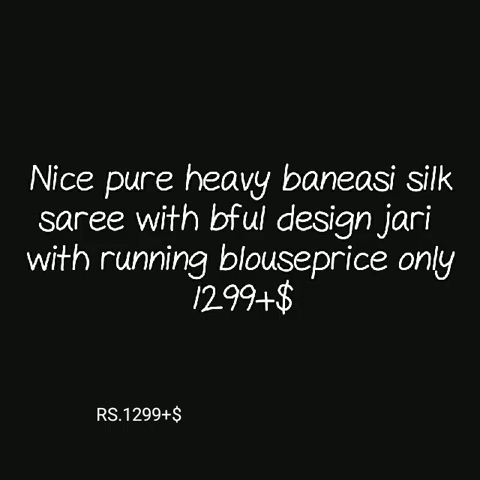 Nice pure heavy baneasi silk
saree with bful design jari
with running blouseprice only
1299+$
RS.1299+$